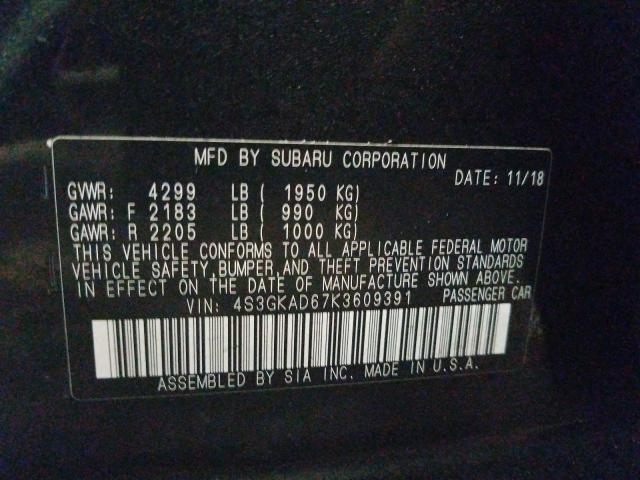 MFD BY SUBARU CORPORATION
DATE: 11/18
GVWR: 4299 LB ( 1950 KG)
GAWR: F 2183 LB ( 990 KG)
GAWR: R 2205 LB ( 1000 KG)
THIS VEHICLE CONFORMS TO ALL APPLICABLE FEDERAL MOTOR
VEHICLE SAFETY, BUMPER, AND THEFT PREVENTION STANDARDS
IN EFFECT ON THE DATE OF MANUFACTURE SHOWN ABOVE.
VIN: 4S3GKAD67K3609391 PASSENGER CAR
ASSEMBLED BY SIA INC. MADE IN U.S.A.